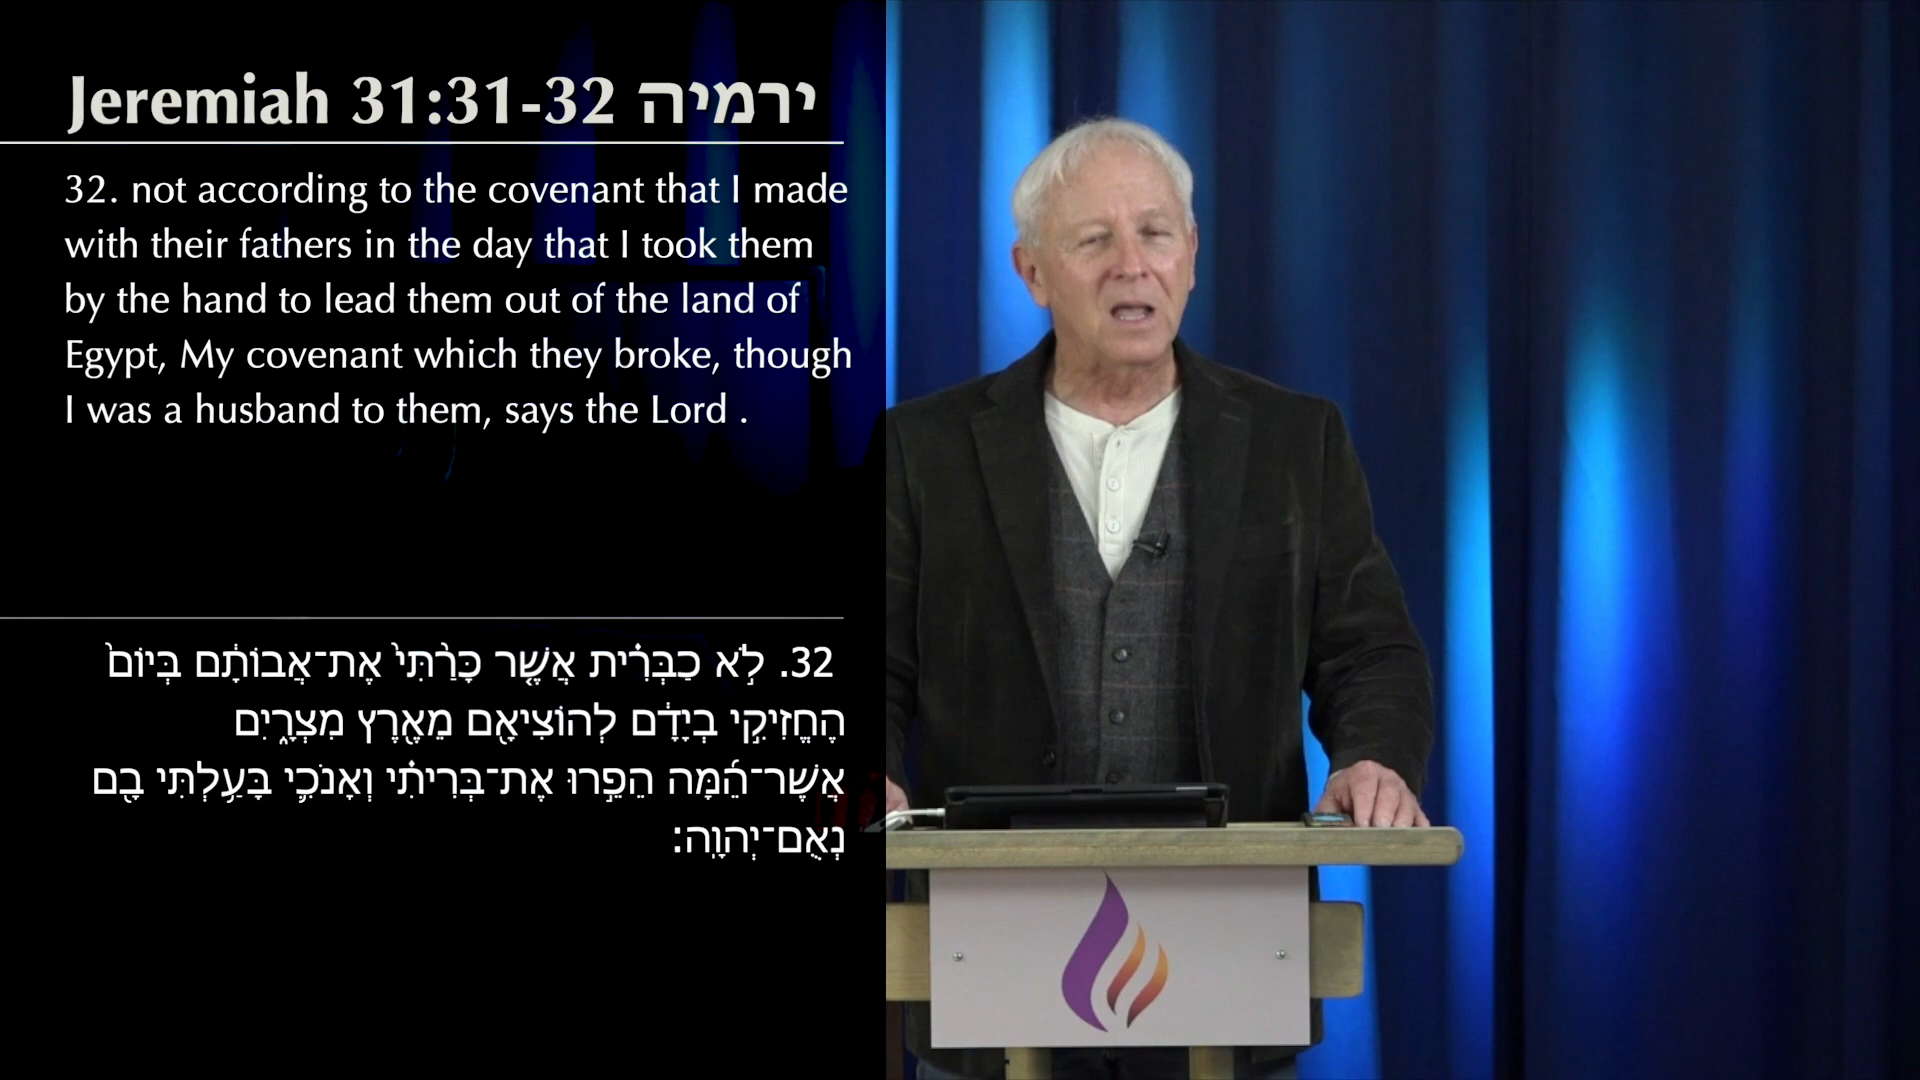 Jeremiah 31:31-32 ירמיה
32. not according to the covenant that I made
with their fathers in the day that I took them
by the hand to lead them out of the land of
Egypt, My covenant which they broke, though
I was a husband to them, says the Lord .
32. לֹ֣א כַבְּרִ֗ית אֲשֶׁ֤ר כָּרַ֙תִּי֙ אֶת־אֲבוֹתָ֔ם בְּיוֹם֙
הֶחֱזִיקִ֣י בְיָדָ֔ם לְהוֹצִיאָ֖ם מֵאֶ֖רֶץ מִצְרָ֑יִם
אֲשֶׁר־הֵ֜מָּה הֵפֵ֣רוּ אֶת־בְּרִיתִ֗י וְאָנֹכִ֛י בָּעַ֥לְתִּי בָ֖ם
נְאֻם־יְהוָֽה׃